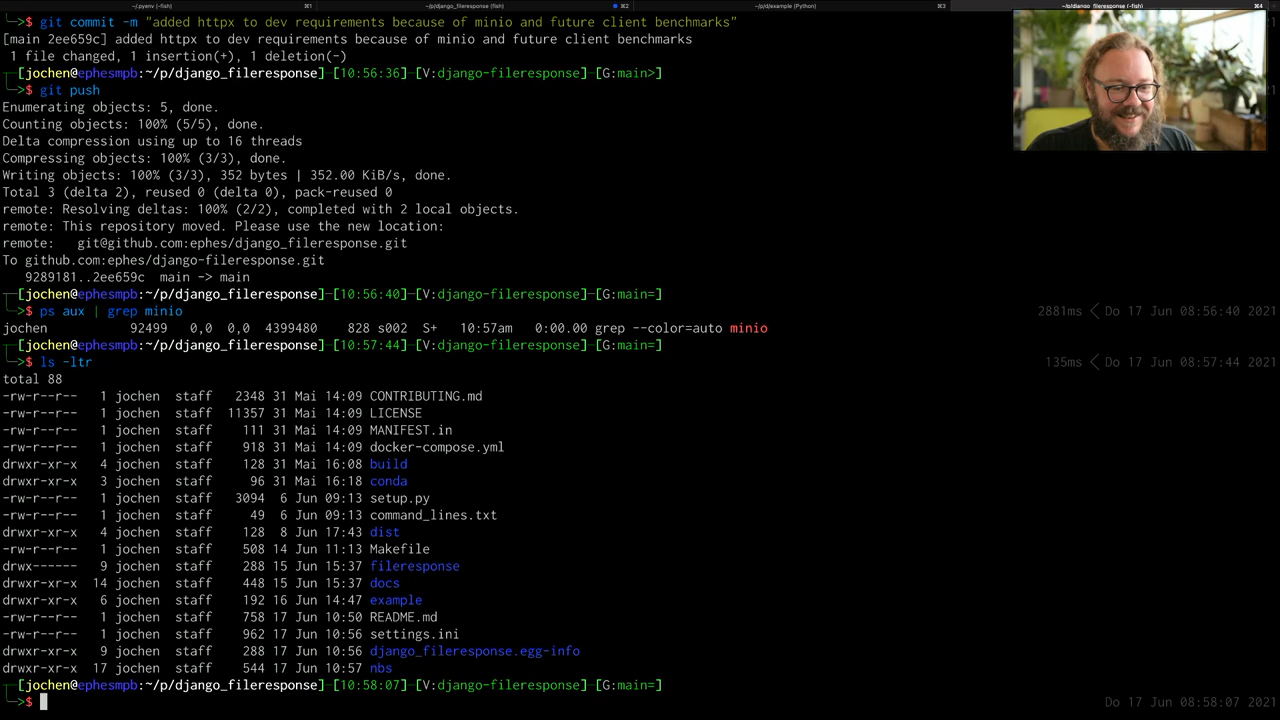 ~/.pyenv (-fish) ⌘1 ~/p/django_fileresponse (fish) ⌘2 ~/p/d/example (Python) ⌘3 ~/p/django_fileresponse (-fish) ⌘4
└─>$ git commit -m "added httpx to dev requirements because of minio and future client benchmarks"
[main 2ee659c] added httpx to dev requirements because of minio and future client benchmarks
 1 file changed, 1 insertion(+), 1 deletion(-)
┌─[jochen@ephesmpb:~/p/django_fileresponse]─[10:56:36]─[V:django-fileresponse]─[G:main>]
└─>$ git push
Enumerating objects: 5, done.
Counting objects: 100% (5/5), done.
Delta compression using up to 16 threads
Compressing objects: 100% (3/3), done.
Writing objects: 100% (3/3), 352 bytes | 352.00 KiB/s, done.
Total 3 (delta 2), reused 0 (delta 0), pack-reused 0
remote: Resolving deltas: 100% (2/2), completed with 2 local objects.
remote: This repository moved. Please use the new location:
remote:   git@github.com:ephes/django_fileresponse.git
To github.com:ephes/django-fileresponse.git
   9289181..2ee659c  main -> main
┌─[jochen@ephesmpb:~/p/django_fileresponse]─[10:56:40]─[V:django-fileresponse]─[G:main=]
└─>$ ps aux | grep minio 2881ms < Do 17 Jun 08:56:40 2021
jochen           92499   0,0  0,0  4399480    828 s002  S+   10:57am   0:00.00 grep --color=auto minio
┌─[jochen@ephesmpb:~/p/django_fileresponse]─[10:57:44]─[V:django-fileresponse]─[G:main=]
└─>$ ls -ltr 135ms < Do 17 Jun 08:57:44 2021
total 88
-rw-r--r--   1 jochen  staff   2348 31 Mai 14:09 CONTRIBUTING.md
-rw-r--r--   1 jochen  staff  11357 31 Mai 14:09 LICENSE
-rw-r--r--   1 jochen  staff    111 31 Mai 14:09 MANIFEST.in
-rw-r--r--   1 jochen  staff    918 31 Mai 14:09 docker-compose.yml
drwxr-xr-x   4 jochen  staff    128 31 Mai 16:08 build
drwxr-xr-x   3 jochen  staff     96 31 Mai 16:18 conda
-rw-r--r--   1 jochen  staff   3094  6 Jun 09:13 setup.py
-rw-r--r--   1 jochen  staff     49  6 Jun 09:13 command_lines.txt
drwxr-xr-x   4 jochen  staff    128  8 Jun 17:43 dist
-rw-r--r--   1 jochen  staff    508 14 Jun 11:13 Makefile
drwx------   9 jochen  staff    288 15 Jun 15:37 fileresponse
drwxr-xr-x  14 jochen  staff    448 15 Jun 15:37 docs
drwxr-xr-x   6 jochen  staff    192 16 Jun 14:47 example
-rw-r--r--   1 jochen  staff    758 17 Jun 10:50 README.md
-rw-r--r--   1 jochen  staff    962 17 Jun 10:56 settings.ini
drwxr-xr-x   9 jochen  staff    288 17 Jun 10:56 django_fileresponse.egg-info
drwxr-xr-x  17 jochen  staff    544 17 Jun 10:57 nbs
┌─[jochen@ephesmpb:~/p/django_fileresponse]─[10:58:07]─[V:django-fileresponse]─[G:main=]
└─>$ Do 17 Jun 08:58:07 2021